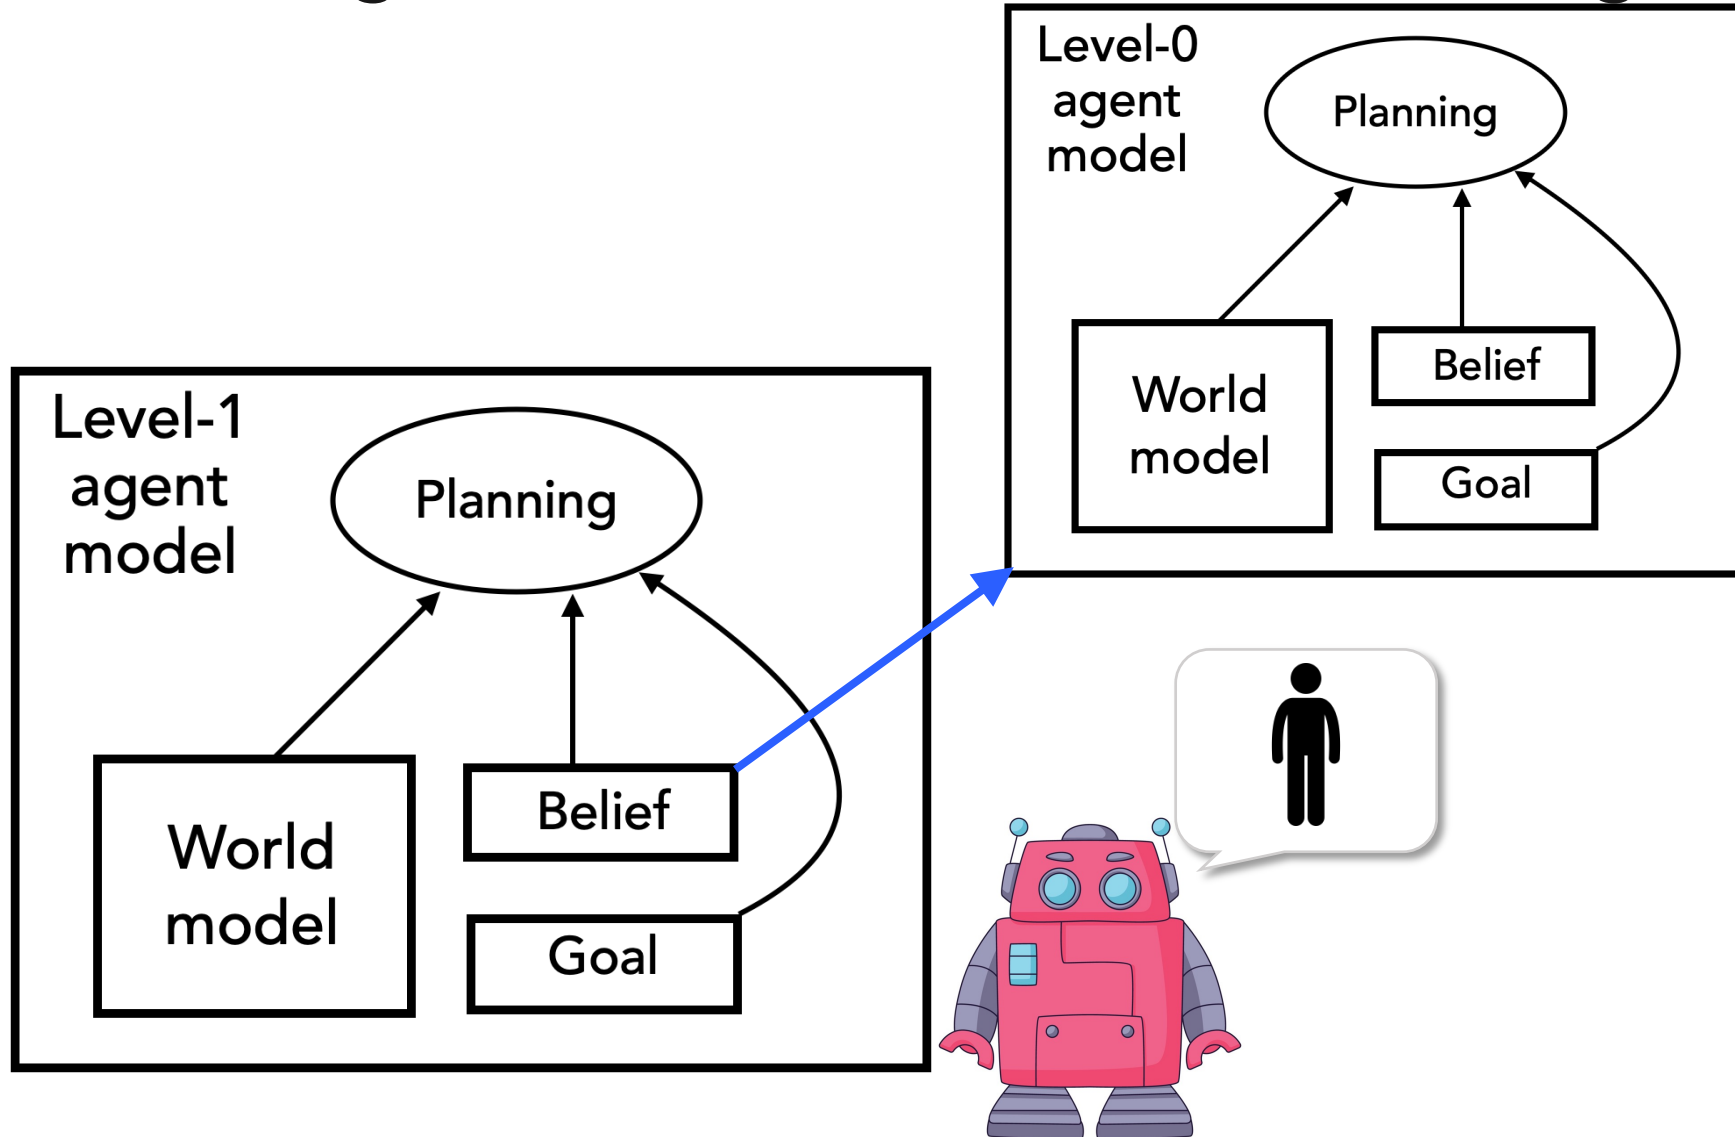 Level-0
agent
model
Planning
World
model
Belief
Goal
Level-1
agent
model
Planning
World
model
Belief
Goal